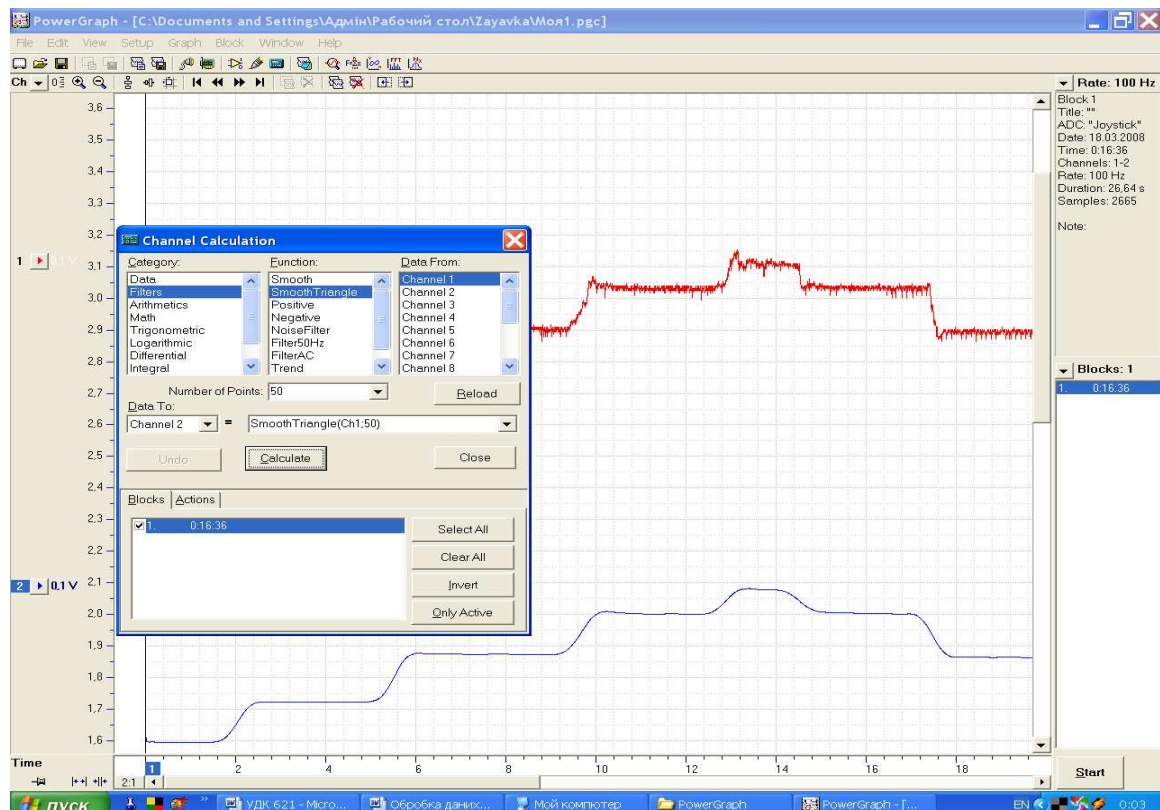 PowerGraph - [C:\Documents and Settings\Адмін\Рабочий стол\Zayavka\Моя1.pgc]
File Edit View Setup Graph Block Window Help
Ch
Rate: 100 Hz
Block 1
Title: ""
ADC: "Joystick"
Date: 18.03.2008
Time: 0:16:36
Channels: 1-2
Rate: 100 Hz
Duration: 26,64 s
Samples: 2665
Note:
Blocks: 1
1. 0:16:36
3,6
3,5
3,4
3,3
3,2
3,1
3,0
2,9
2,8
2,7
2,6
2,5
2,4
2,3
2,2
2,1
2,0
1,9
1,8
1,7
1,6
1 0,1 V
2 0,1 V
Channel Calculation
Category: Function: Data From:
Data Smooth Channel 1
Filters SmoothTriangle Channel 2
Arithmetics Positive Channel 3
Math Negative Channel 4
Trigonometric NoiseFilter Channel 5
Logarithmic Filter50Hz Channel 6
Differential FilterAC Channel 7
Integral Trend Channel 8
Number of Points: 50 Reload
Data To:
Channel 2 = SmoothTriangle(Ch1;50)
Undo Calculate Close
Blocks Actions
1. 0:16:36
Select All
Clear All
Invert
Only Active
Time
1 2 4 6 8 10 12 14 16 18
2:1
Start
пуск УДК 621 - Micro... Обробка даних... Мой компютер PowerGraph PowerGraph - [... EN 0:03